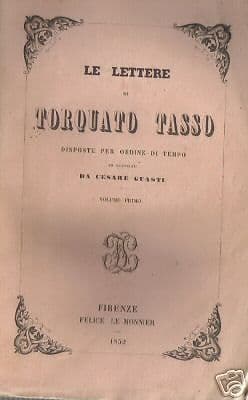 LE LETTERE
DI
TORQUATO TASSO
DISPOSTE PER ORDINE DI TEMPO
ED ILLUSTRATE
DA CESARE GUASTI.
VOLUME PRIMO
FIRENZE
FELICE LE MONNIER
1852